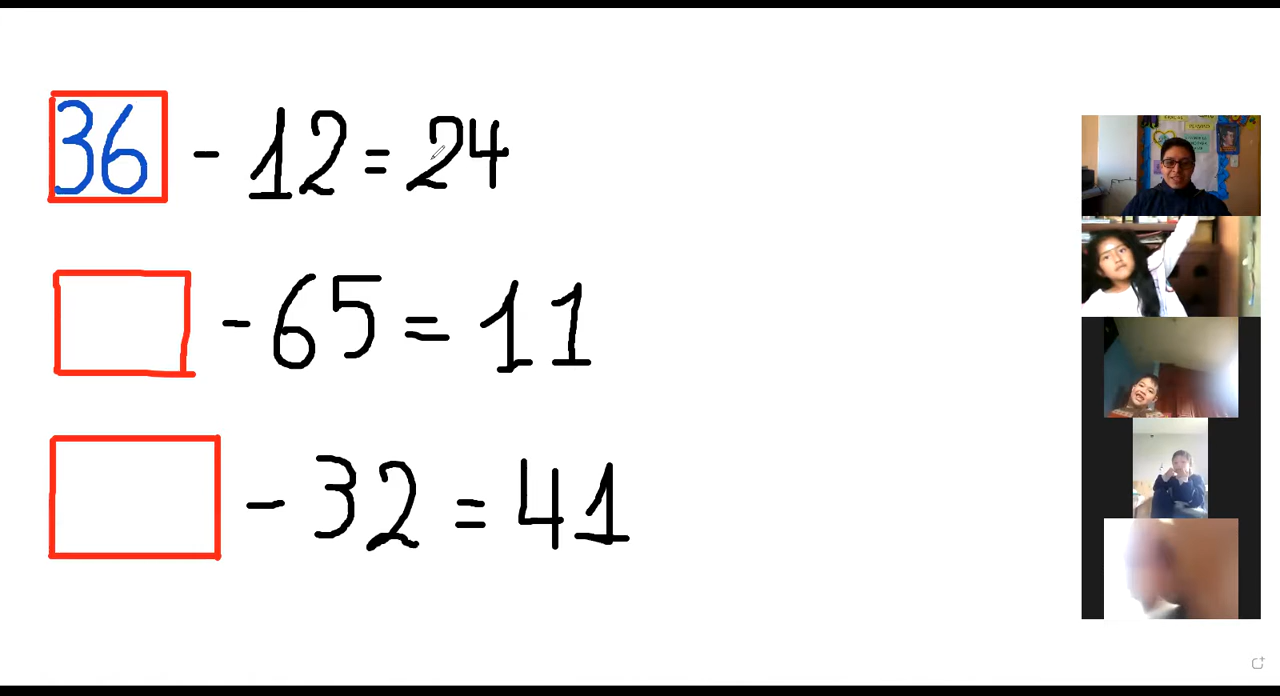 36 - 12 = 24
- 65 = 11
- 32 = 41